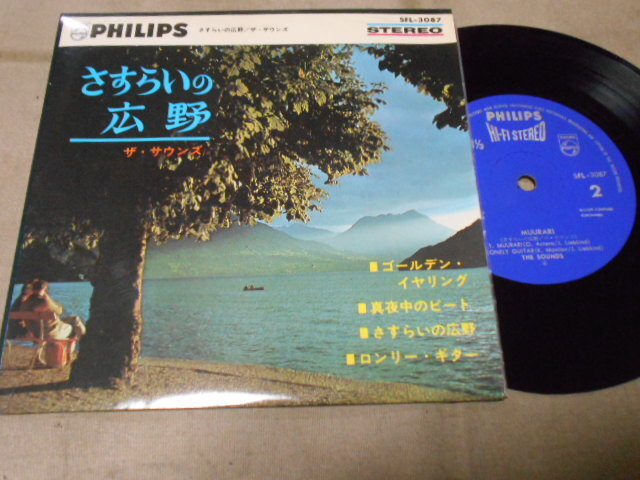 PHILIPS
さすらいの広野／ザ・サウンズ
SFL-3087
STEREO
さすらいの
広野
ザ・サウンズ
■ゴールデン・
イヤリング
■真夜中のビート
■さすらいの広野
■ロンリー・ギター
PHILIPS
HI-FI STEREO
SFL-3087
2
MUURARI
THE SOUNDS